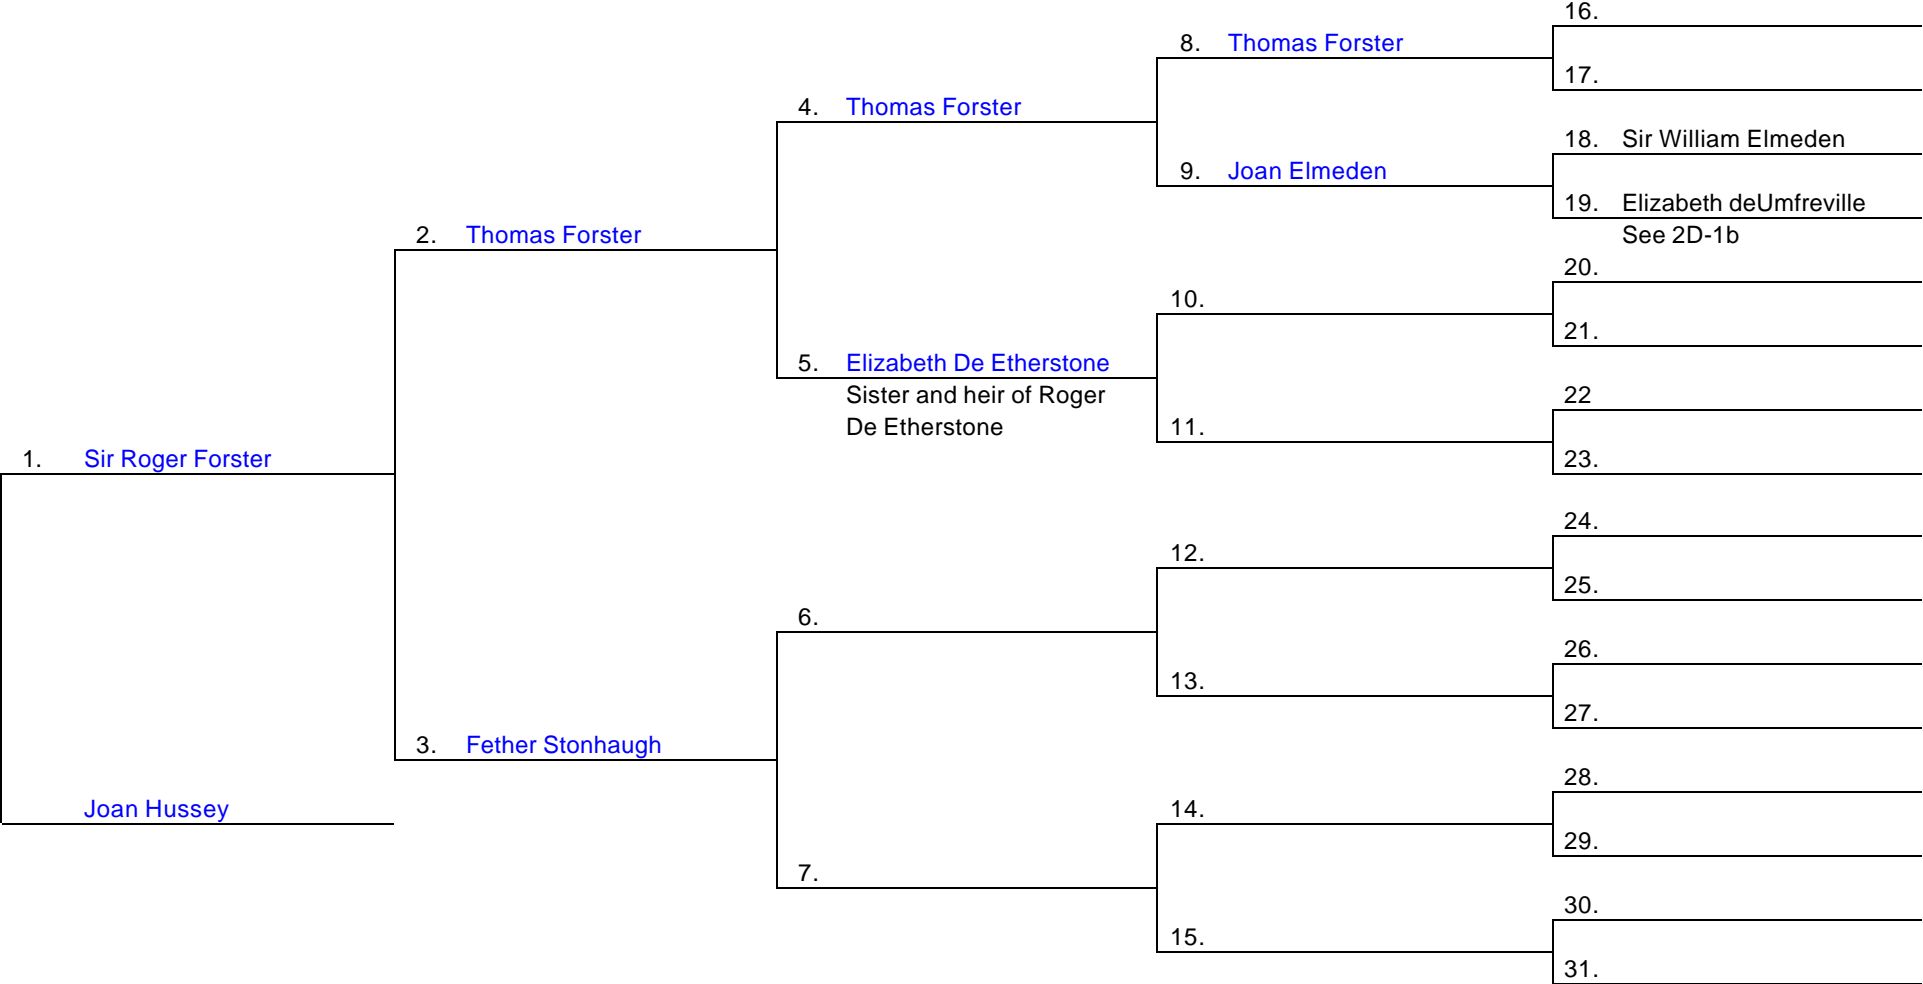 16.
8. Thomas Forster
17.
4. Thomas Forster
18. Sir William Elmeden
9. Joan Elmeden
19. Elizabeth deUmfreville
2. Thomas Forster
See 2D-1b
20.
10.
21.
5. Elizabeth De Etherstone
Sister and heir of Roger
22
De Etherstone
11.
1. Sir Roger Forster
23.
24.
12.
25.
6.
26.
13.
27.
3. Fether Stonhaugh
28.
Joan Hussey
14.
29.
7.
30.
15.
31.